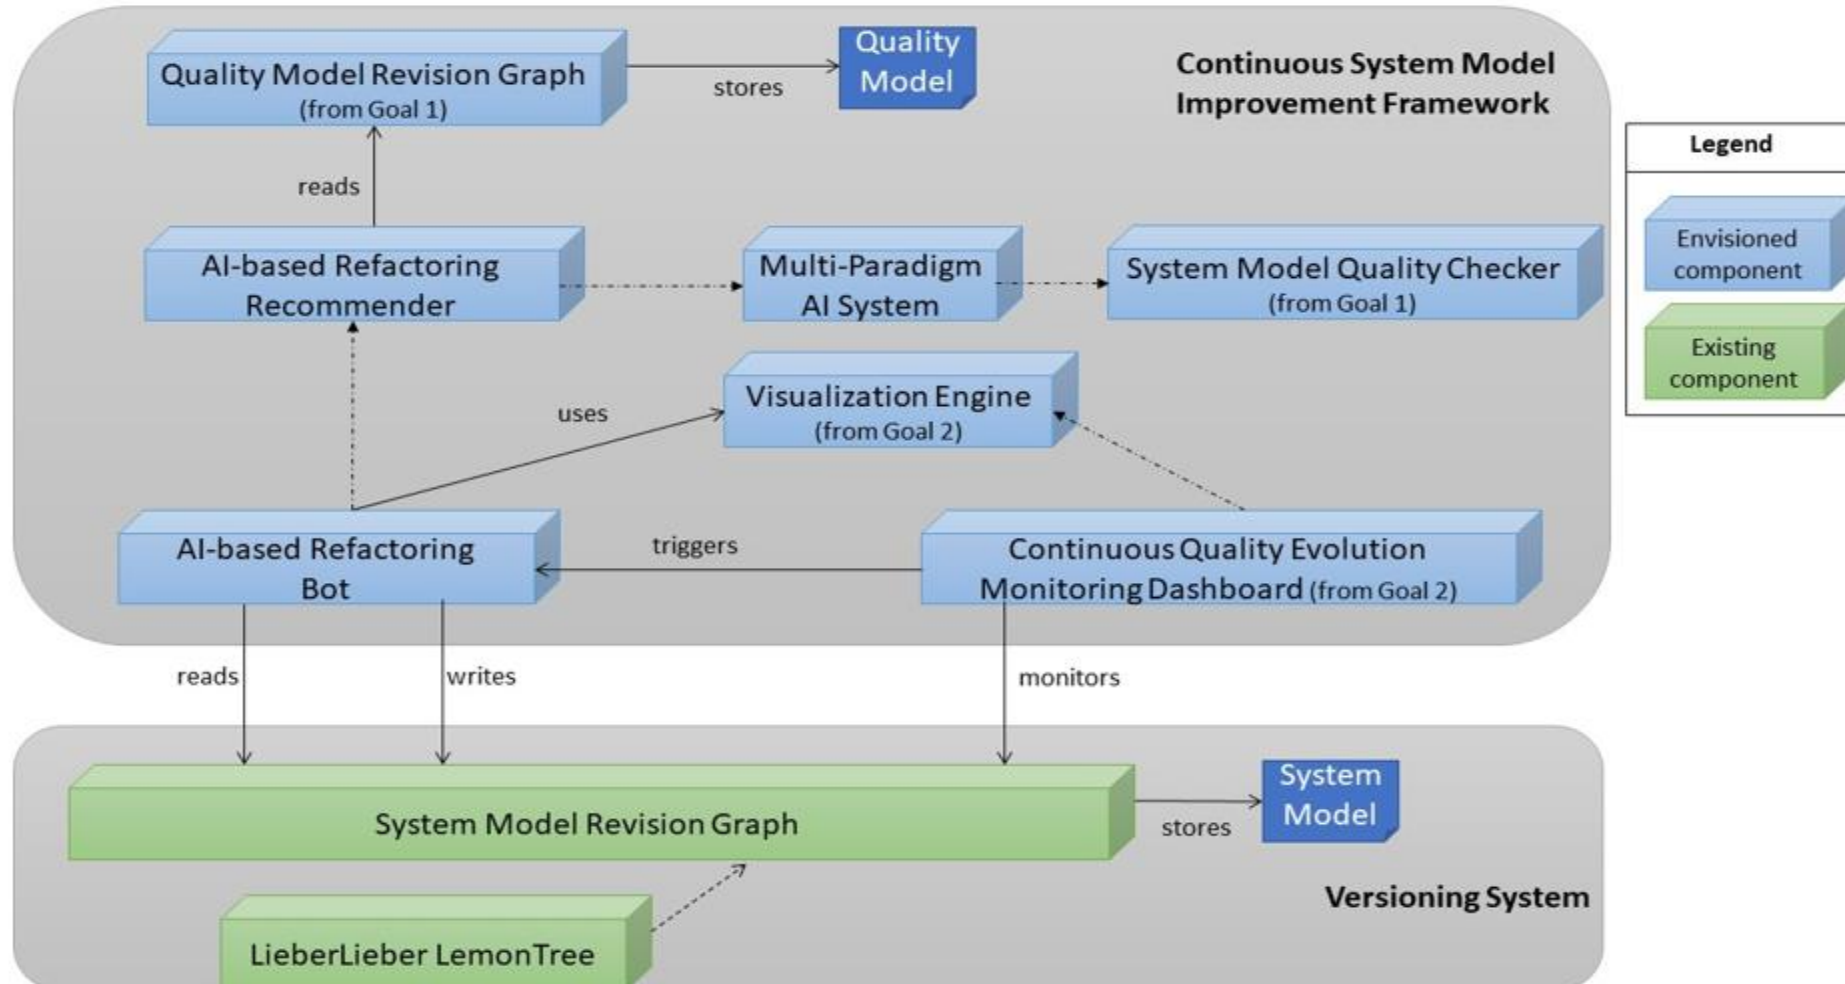 Quality Model Revision Graph
(from Goal 1)
stores
Quality
Model
Continuous System Model
Improvement Framework
Legend
Envisioned
component
Existing
component
reads
AI-based Refactoring
Recommender
Multi-Paradigm
AI System
System Model Quality Checker
(from Goal 1)
uses
Visualization Engine
(from Goal 2)
AI-based Refactoring
Bot
triggers
Continuous Quality Evolution
Monitoring Dashboard (from Goal 2)
reads
writes
monitors
System Model Revision Graph
stores
System
Model
Versioning System
LieberLieber LemonTree